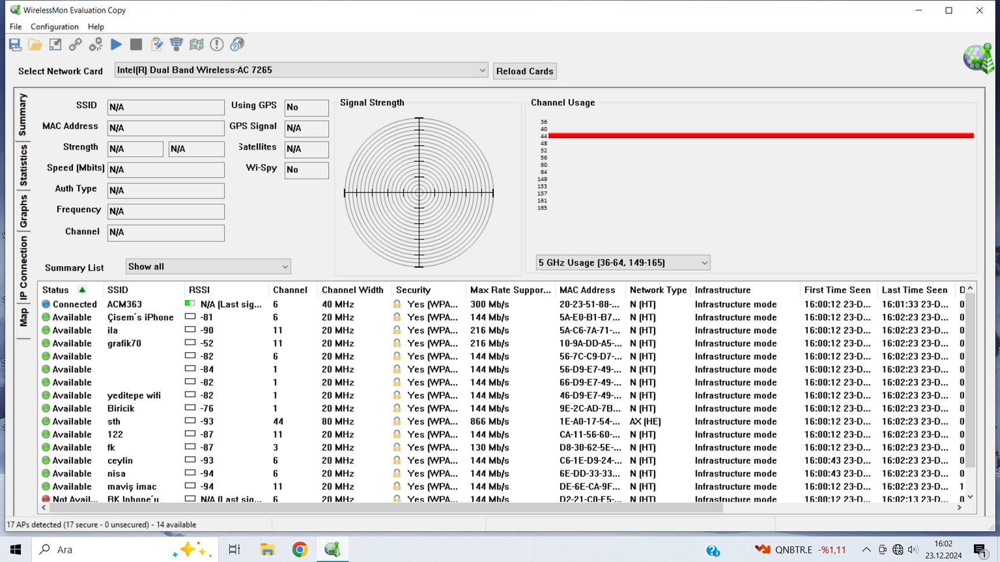 WirelessMon Evaluation Copy
File Configuration Help
Select Network Card Intel(R) Dual Band Wireless-AC 7265 Reload Cards
Summary
Statistics
Graphs
IP Connection
Map
SSID N/A Using GPS No
MAC Address N/A GPS Signal N/A
Strength N/A N/A Satellites N/A
Speed (Mbits) N/A Wi-Spy No
Auth Type N/A
Frequency N/A
Channel N/A
Summary List Show all
Signal Strength
Channel Usage
36
40
44
48
52
56
60
64
149
153
157
161
165
5 GHz Usage (36-64, 149-165)
Status SSID RSSI Channel Channel Width Security Max Rate Suppor... MAC Address Network Type Infrastructure First Time Seen Last Time Seen D
Connected ACM363 N/A (Last sig... 6 40 MHz Yes (WPA... 300 Mb/s 20-23-51-88-... N (HT) Infrastructure mode 16:00:12 23-D... 16:01:33 23-D... 0
Available Çisem´s iPhone -81 6 20 MHz Yes (WPA... 144 Mb/s 5A-E0-B1-B7... N (HT) Infrastructure mode 16:00:12 23-D... 16:02:23 23-D... 0
Available ila -90 11 20 MHz Yes (WPA... 216 Mb/s 5A-C6-7A-71-... N (HT) Infrastructure mode 16:00:12 23-D... 16:02:23 23-D... 0
Available grafik70 -52 11 20 MHz Yes (WPA... 216 Mb/s 10-9A-DD-A5-... N (HT) Infrastructure mode 16:00:12 23-D... 16:02:23 23-D... 0
Available -82 6 20 MHz Yes (WPA... 144 Mb/s 56-7C-C9-D7-... N (HT) Infrastructure mode 16:00:12 23-D... 16:02:23 23-D... 0
Available -84 1 20 MHz Yes (WPA... 144 Mb/s 56-D9-E7-49-... N (HT) Infrastructure mode 16:00:12 23-D... 16:02:23 23-D... 0
Available -82 1 20 MHz Yes (WPA... 144 Mb/s 66-D9-E7-49-... N (HT) Infrastructure mode 16:00:12 23-D... 16:02:23 23-D... 0
Available yeditepe wifi -82 1 20 MHz Yes (WPA... 144 Mb/s 46-D9-E7-49-... N (HT) Infrastructure mode 16:00:12 23-D... 16:02:23 23-D... 0
Available Biricik -76 1 20 MHz Yes (WPA... 144 Mb/s 9E-2C-AD-7B... N (HT) Infrastructure mode 16:00:12 23-D... 16:02:23 23-D... 0
Available sth -93 44 80 MHz Yes (WPA... 866 Mb/s 1E-A0-17-54-... AX (HE) Infrastructure mode 16:00:12 23-D... 16:02:23 23-D... 0
Available 122 -87 11 20 MHz Yes (WPA... 144 Mb/s CA-11-56-60-... N (HT) Infrastructure mode 16:00:12 23-D... 16:02:23 23-D... 0
Available fk -87 3 20 MHz Yes (WPA... 130 Mb/s D8-30-62-5E-... N (HT) Infrastructure mode 16:00:12 23-D... 16:02:23 23-D... 0
Available ceylin -93 6 20 MHz Yes (WPA... 144 Mb/s C6-1E-D9-24-... N (HT) Infrastructure mode 16:00:43 23-D... 16:02:23 23-D... 0
Available nisa -94 6 20 MHz Yes (WPA... 144 Mb/s 6E-DD-33-33... N (HT) Infrastructure mode 16:00:43 23-D... 16:02:23 23-D... 0
Available maviş imac -94 11 20 MHz Yes (WPA... 144 Mb/s DE-6E-CA-9F... N (HT) Infrastructure mode 16:00:12 23-D... 16:02:23 23-D... 1
Not Avail... N/A (Last sig... 6 20 MHz Yes (WPA... 144 Mb/s D2-21-C0-F5-... N (HT) Infrastructure mode 16:00:12 23-D... 16:02:13 23-D... 0
17 APs detected (17 secure - 0 unsecured) - 14 available
Ara QNBTR.E -%1,11 16:02
23.12.2024 1